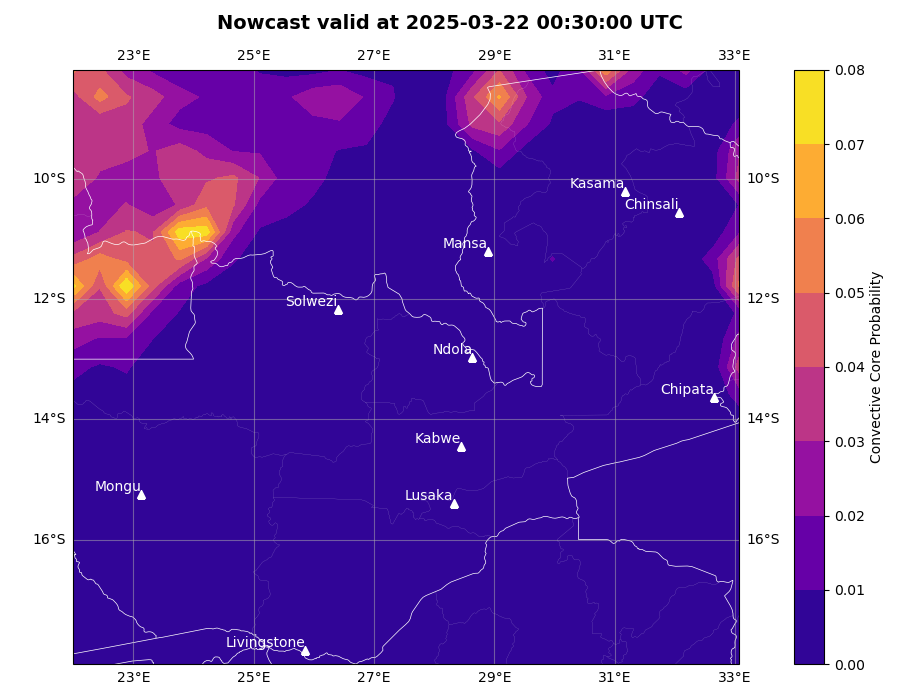 Nowcast valid at 2025-03-22 00:30:00 UTC
23°E 25°E 27°E 29°E 31°E 33°E
0.08
0.07
0.06
0.05
0.04
0.03
0.02
0.01
0.00
Convective Core Probability
10°S 10°S
12°S 12°S
14°S 14°S
16°S 16°S
Kasama
Chinsali
Mansa
Solwezi
Ndola
Chipata
Kabwe
Mongu
Lusaka
Livingstone
23°E 25°E 27°E 29°E 31°E 33°E